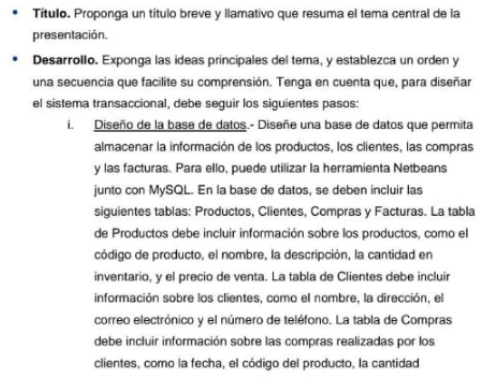 • Título. Proponga un título breve y llamativo que resuma el tema central de la
presentación.
• Desarrollo. Exponga las ideas principales del tema, y establezca un orden y
una secuencia que facilite su comprensión. Tenga en cuenta que, para diseñar
el sistema transaccional, debe seguir los siguientes pasos:
i. Diseño de la base de datos.- Diseñe una base de datos que permita
almacenar la información de los productos, los clientes, las compras
y las facturas. Para ello, puede utilizar la herramienta Netbeans
junto con MySQL. En la base de datos, se deben incluir las
siguientes tablas: Productos, Clientes, Compras y Facturas. La tabla
de Productos debe incluir información sobre los productos, como el
código de producto, el nombre, la descripción, la cantidad en
inventario, y el precio de venta. La tabla de Clientes debe incluir
información sobre los clientes, como el nombre, la dirección, el
correo electrónico y el número de teléfono. La tabla de Compras
debe incluir información sobre las compras realizadas por los
clientes, como la fecha, el código del producto, la cantidad